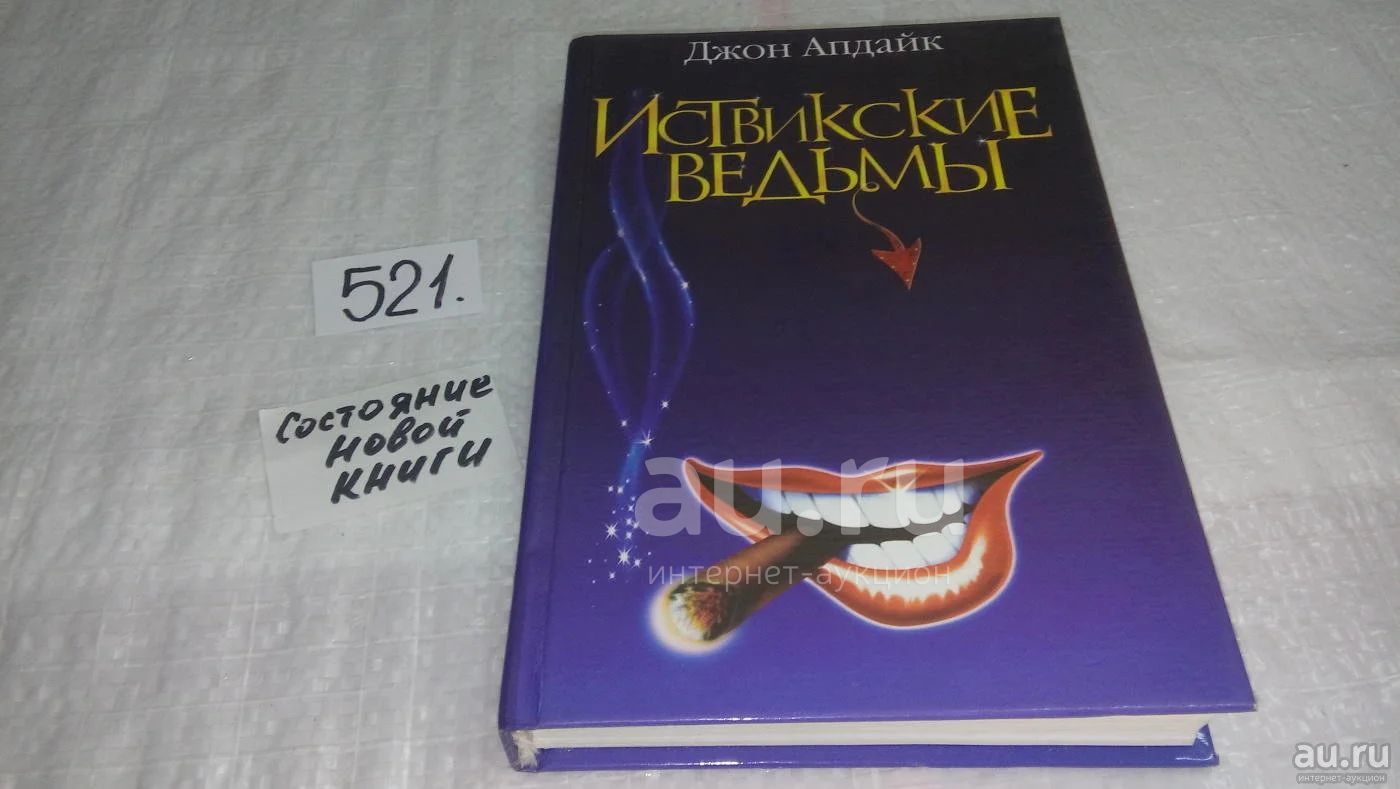 Джон Апдайк
Иствикские
ведьмы
521.
Состояние
новой
книги
au.ru
интернет-аукцион
au.ru
интернет-аукцион